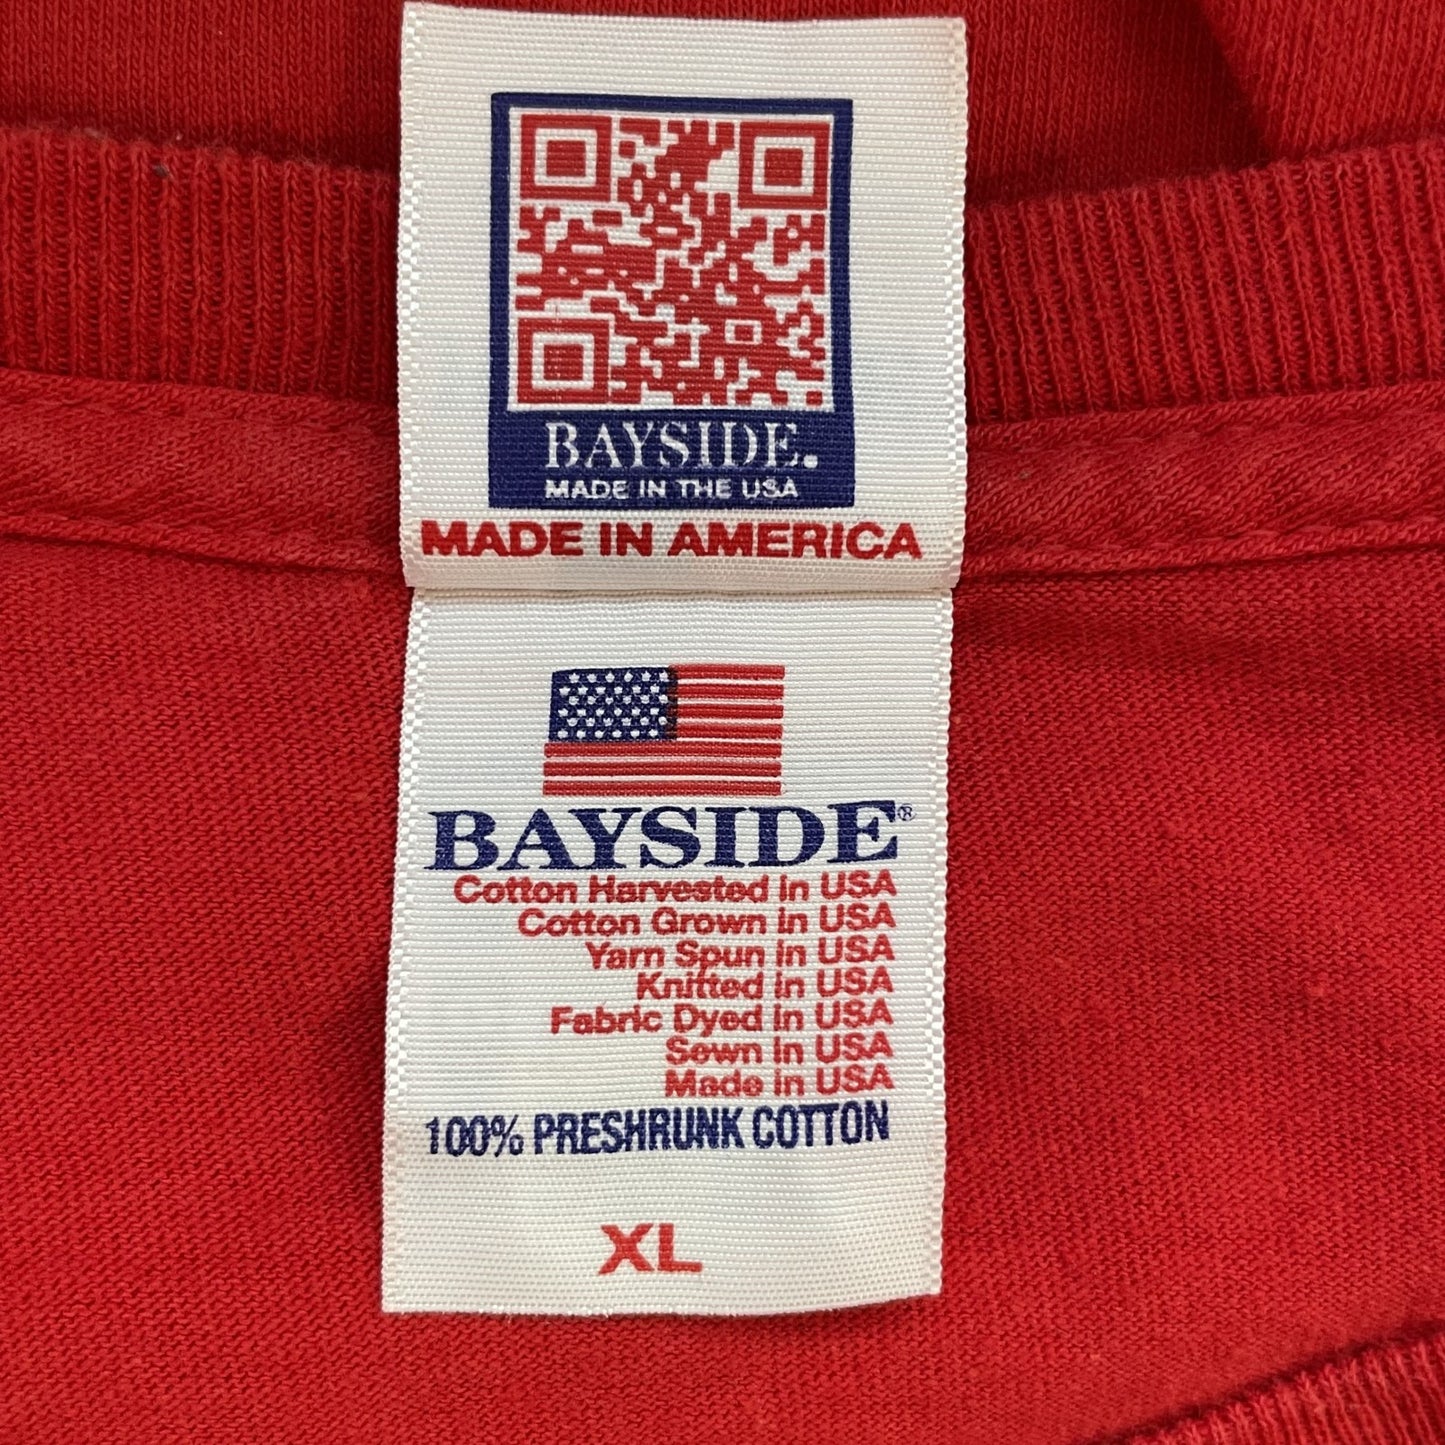 BAYSIDE.
MADE IN THE USA
MADE IN AMERICA
BAYSIDE®
Cotton Harvested in USA
Cotton Grown in USA
Yarn Spun in USA
Knitted in USA
Fabric Dyed in USA
Sewn in USA
Made in USA
100% PRESHRUNK COTTON
XL